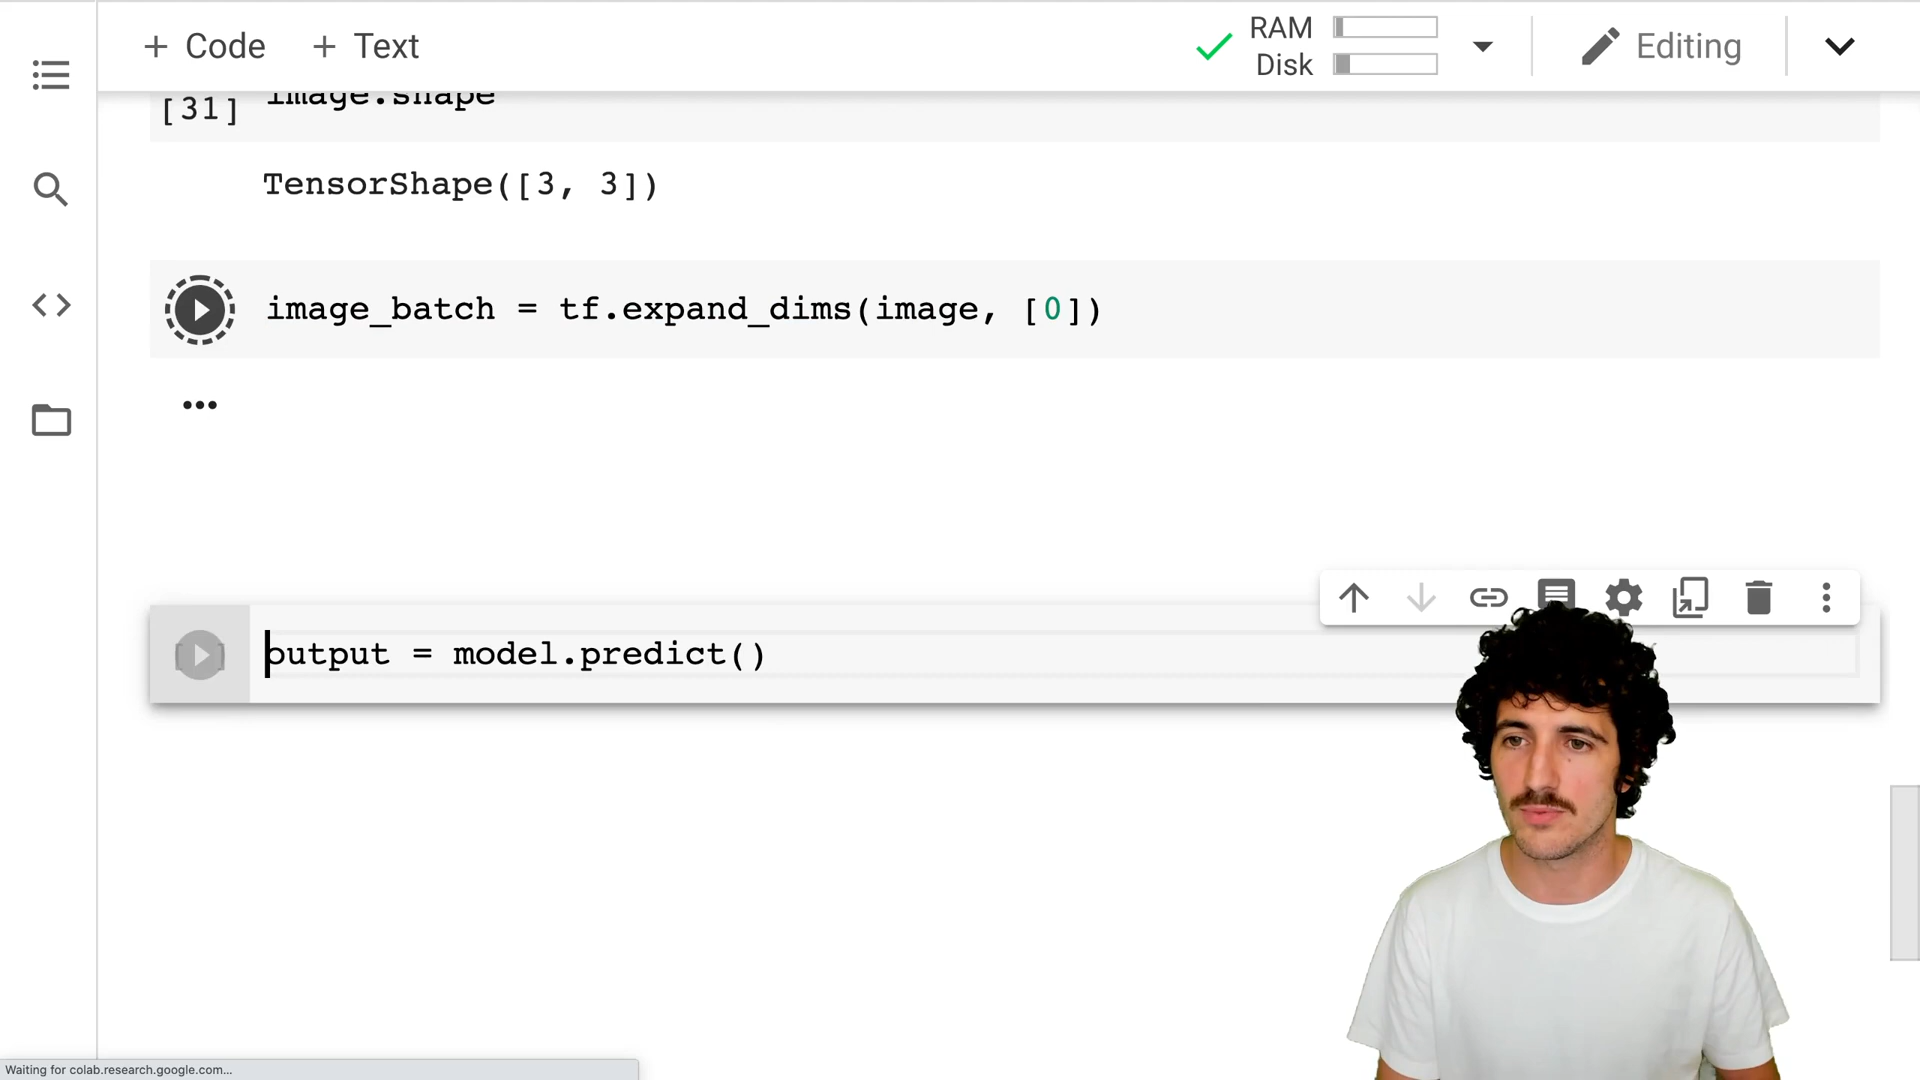 + Code + Text
RAM
Disk
Editing
[31] image.shape
TensorShape([3, 3])
image_batch = tf.expand_dims(image, [0])
output = model.predict()
Waiting for colab.research.google.com...